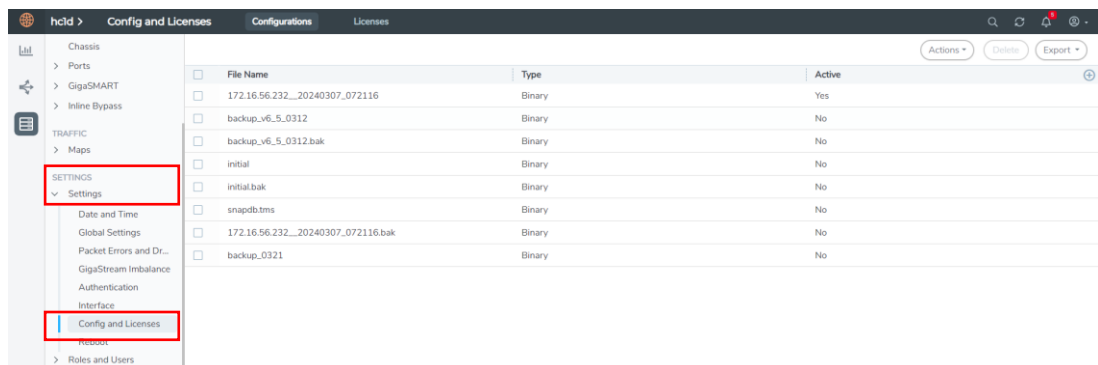 hcld > Config and Licenses Configurations Licenses
Chassis
> Ports
> GigaSMART
> Inline Bypass
TRAFFIC
> Maps
SETTINGS
Settings
Date and Time
Global Settings
Packet Errors and Dr...
GigaStream Imbalance
Authentication
Interface
Config and Licenses
Reboot
> Roles and Users
Actions Delete Export
File Name Type Active
172.16.56.232__20240307_072116 Binary Yes
backup_v6_5_0312 Binary No
backup_v6_5_0312.bak Binary No
initial Binary No
initial.bak Binary No
snapdb.tms Binary No
172.16.56.232__20240307_072116.bak Binary No
backup_0321 Binary No